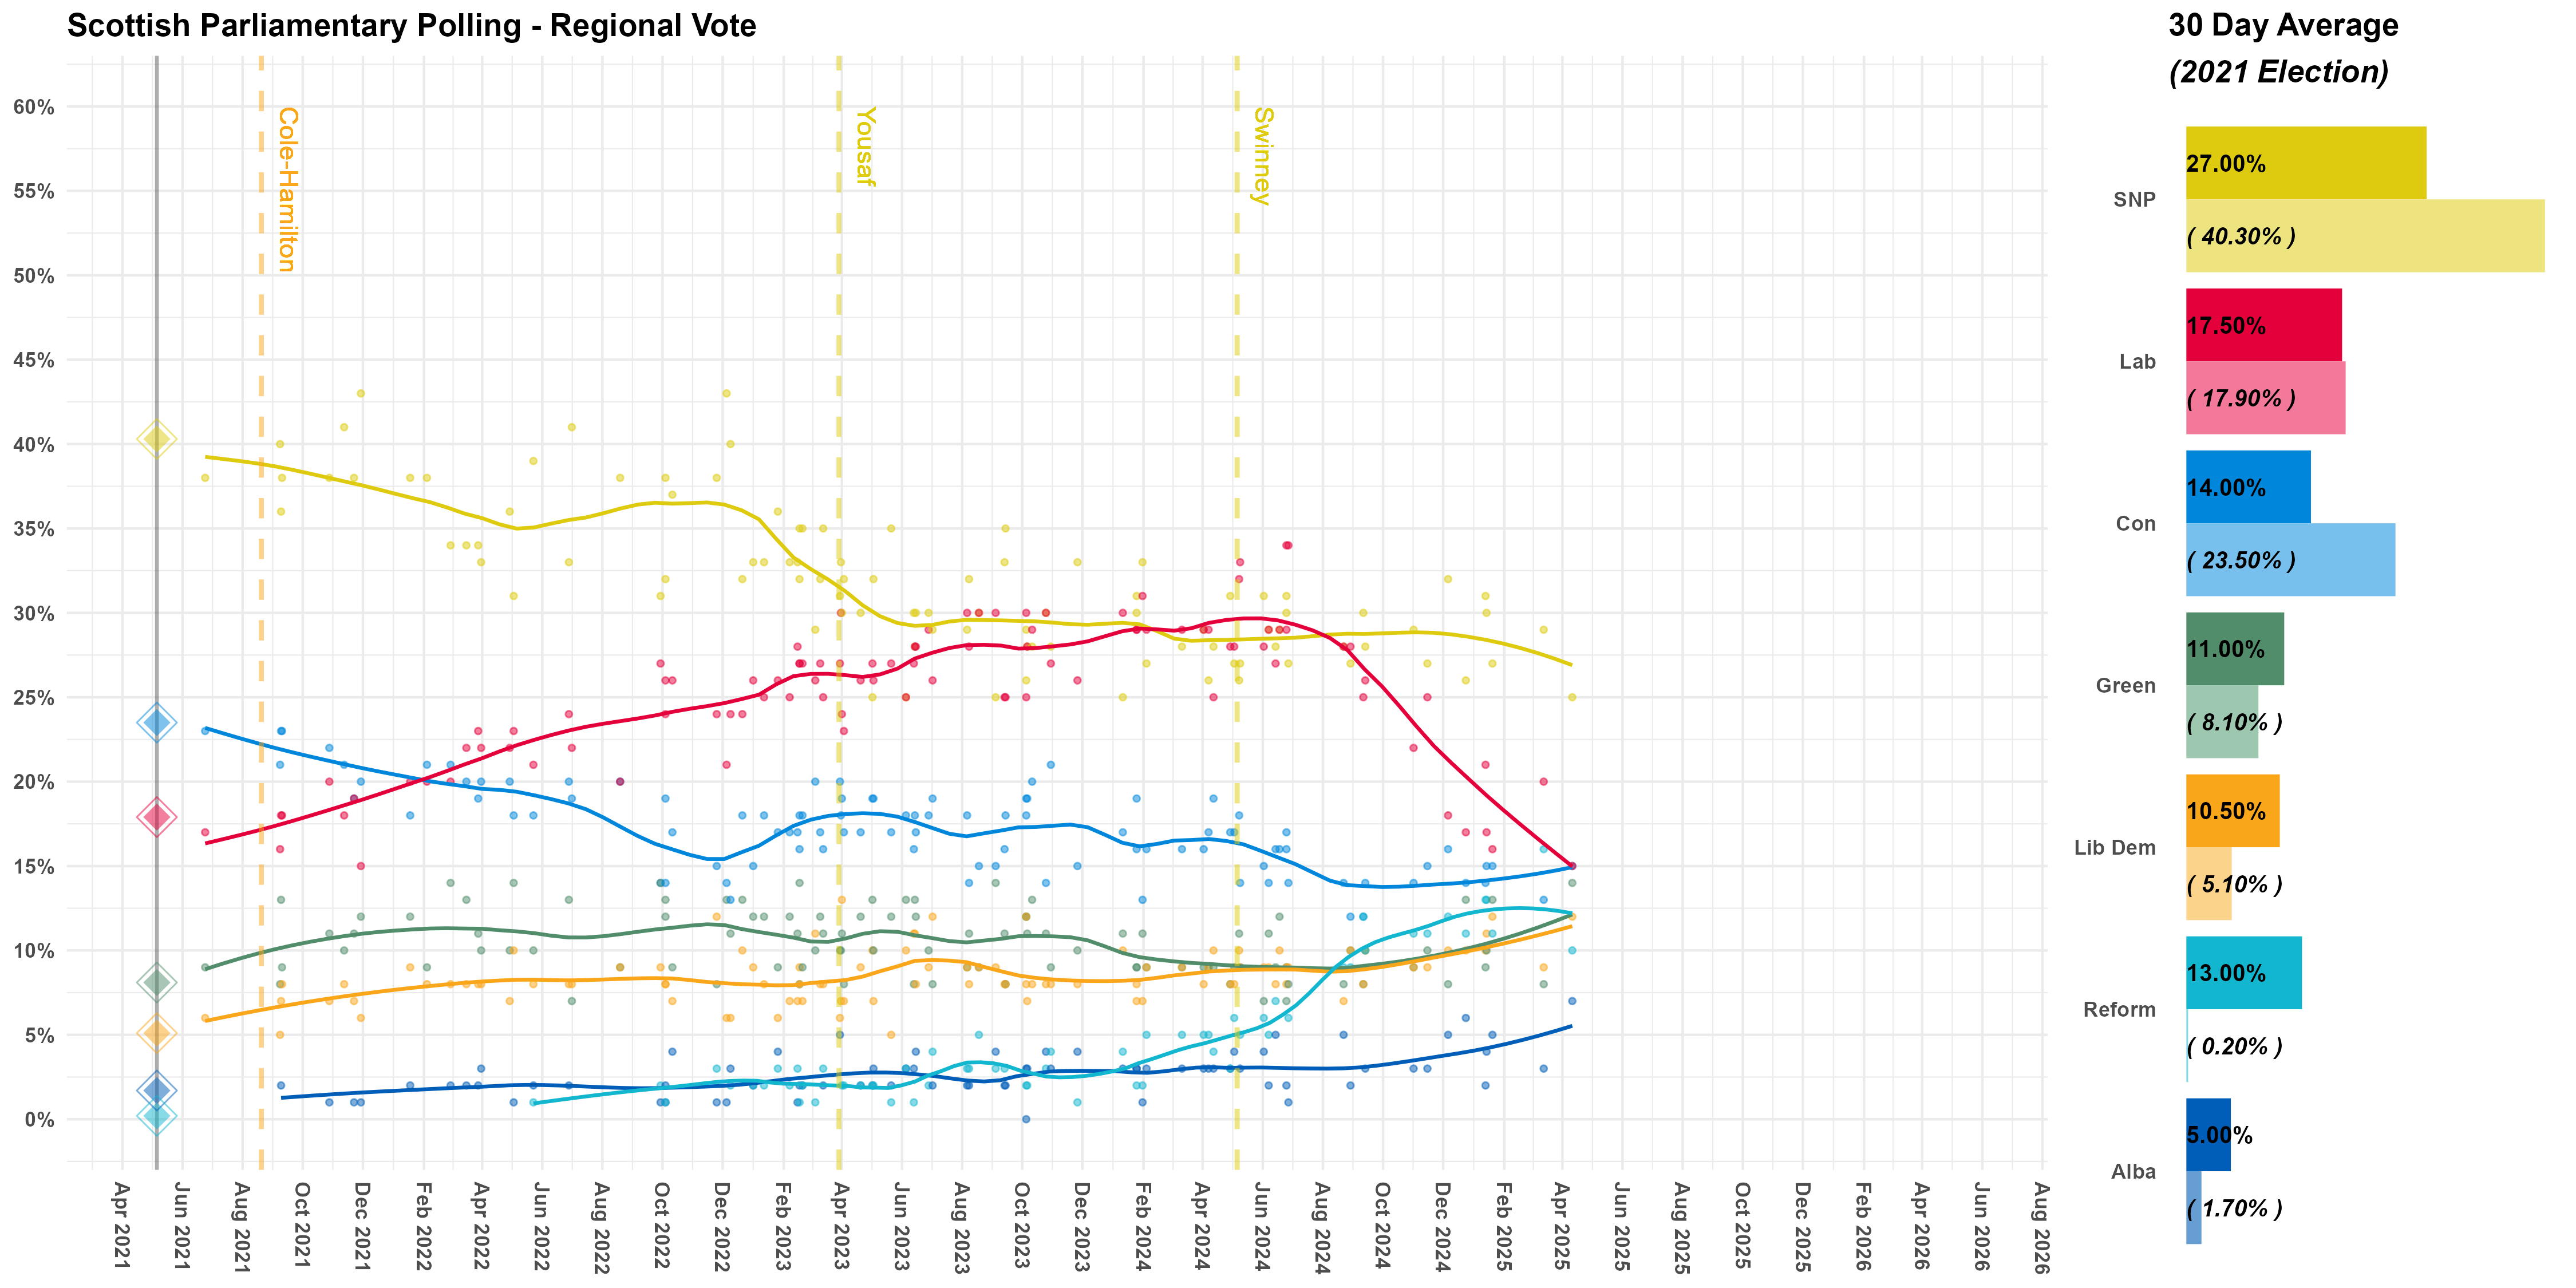 Scottish Parliamentary Polling - Regional Vote
30 Day Average
(2021 Election)
60%
55%
50%
45%
40%
35%
30%
25%
20%
15%
10%
5%
0%
Cole-Hamilton
Yousaf
Swinney
Apr 2021
Jun 2021
Aug 2021
Oct 2021
Dec 2021
Feb 2022
Apr 2022
Jun 2022
Aug 2022
Oct 2022
Dec 2022
Feb 2023
Apr 2023
Jun 2023
Aug 2023
Oct 2023
Dec 2023
Feb 2024
Apr 2024
Jun 2024
Aug 2024
Oct 2024
Dec 2024
Feb 2025
Apr 2025
Jun 2025
Aug 2025
Oct 2025
Dec 2025
Feb 2026
Apr 2026
Jun 2026
Aug 2026
SNP
27.00%
( 40.30% )
Lab
17.50%
( 17.90% )
Con
14.00%
( 23.50% )
Green
11.00%
( 8.10% )
Lib Dem
10.50%
( 5.10% )
Reform
13.00%
( 0.20% )
Alba
5.00%
( 1.70% )